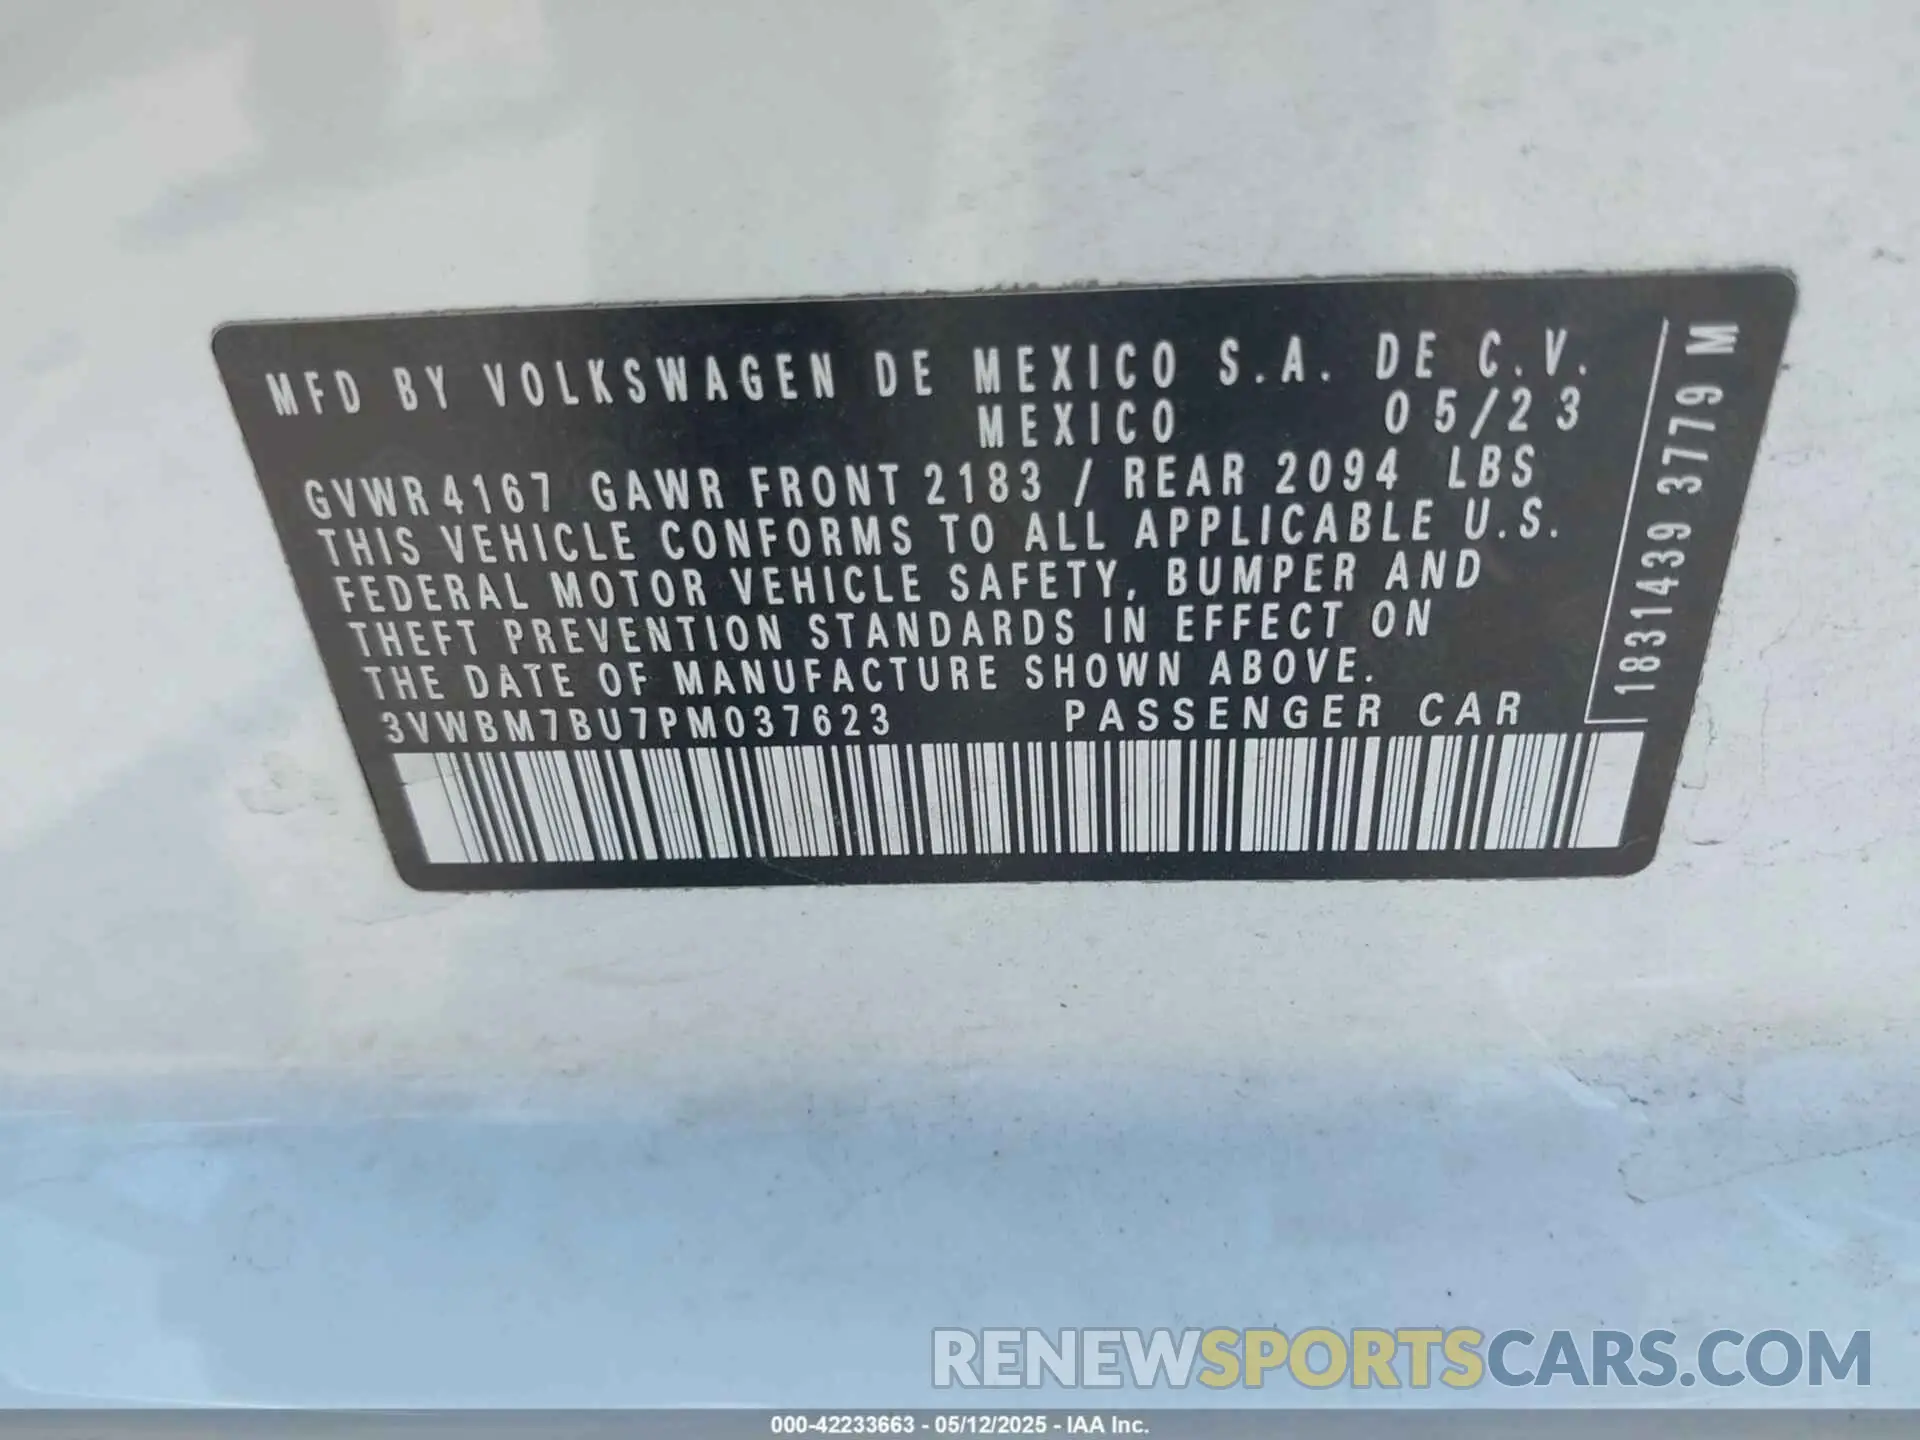 MFD BY VOLKSWAGEN DE MEXICO S.A. DE C.V.
MEXICO 05/23
GVWR 4167 GAWR FRONT 2183 / REAR 2094 LBS
THIS VEHICLE CONFORMS TO ALL APPLICABLE U.S.
FEDERAL MOTOR VEHICLE SAFETY, BUMPER AND
THEFT PREVENTION STANDARDS IN EFFECT ON
THE DATE OF MANUFACTURE SHOWN ABOVE.
3VWBM7BU7PM037623 PASSENGER CAR
1831439 3779 M
RENEWSPORTSCARS.COM
000-42233663 - 05/12/2025 - IAA Inc.